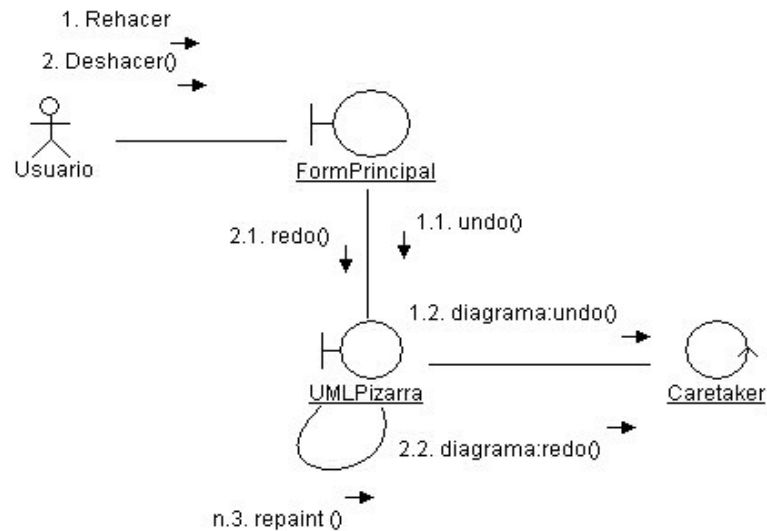 1. Rehacer
2. Deshacer()
Usuario
FormPrincipal
2.1. redo()
1.1. undo()
1.2. diagrama:undo()
UMLPizarra
Caretaker
2.2. diagrama:redo()
n.3. repaint ()